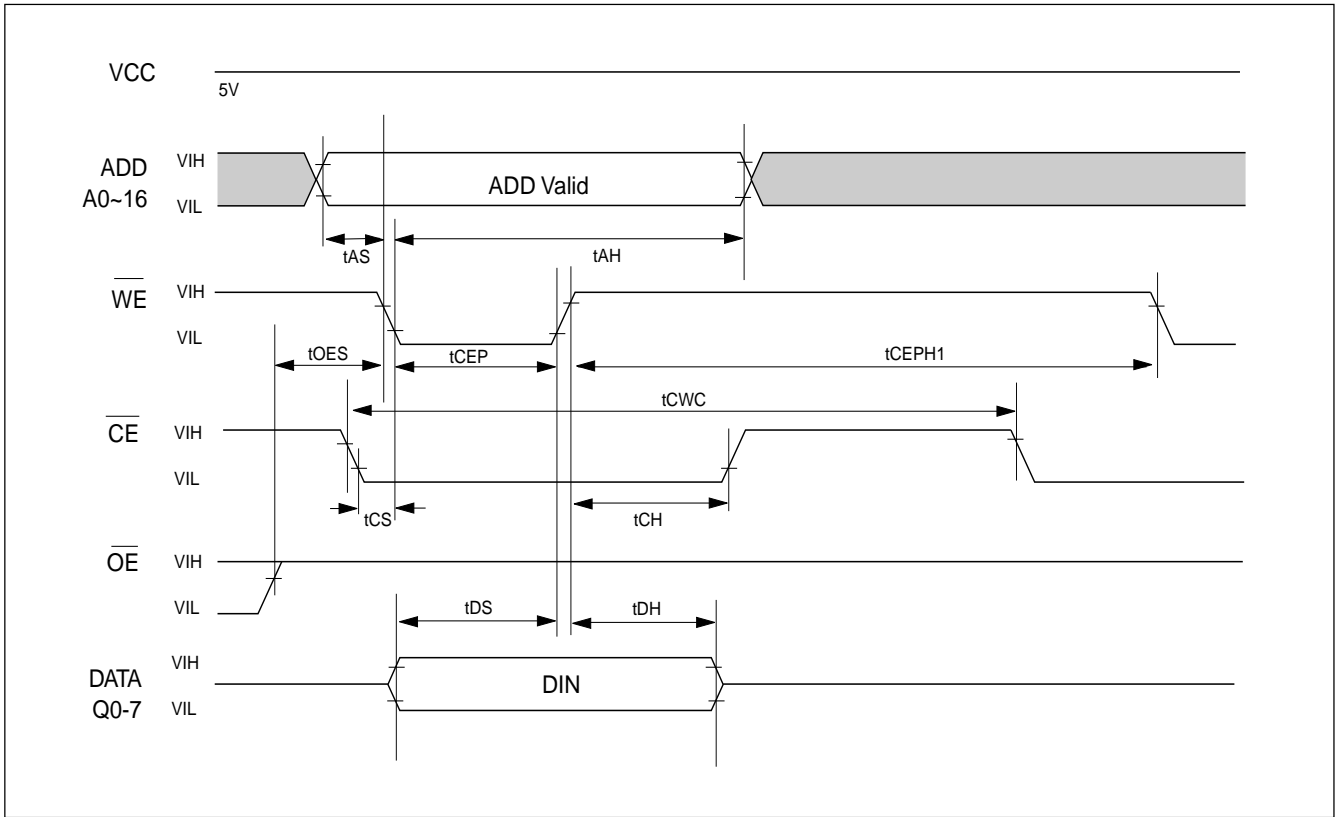 VCC
5V
ADD
A0~16
VIH
VIL
ADD Valid
tAS
tAH
WE
VIH
VIL
tOES
tCEP
tCEPH1
tCWC
CE
VIH
VIL
tCS
tCH
OE
VIH
VIL
tDS
tDH
DATA
Q0-7
VIH
VIL
DIN